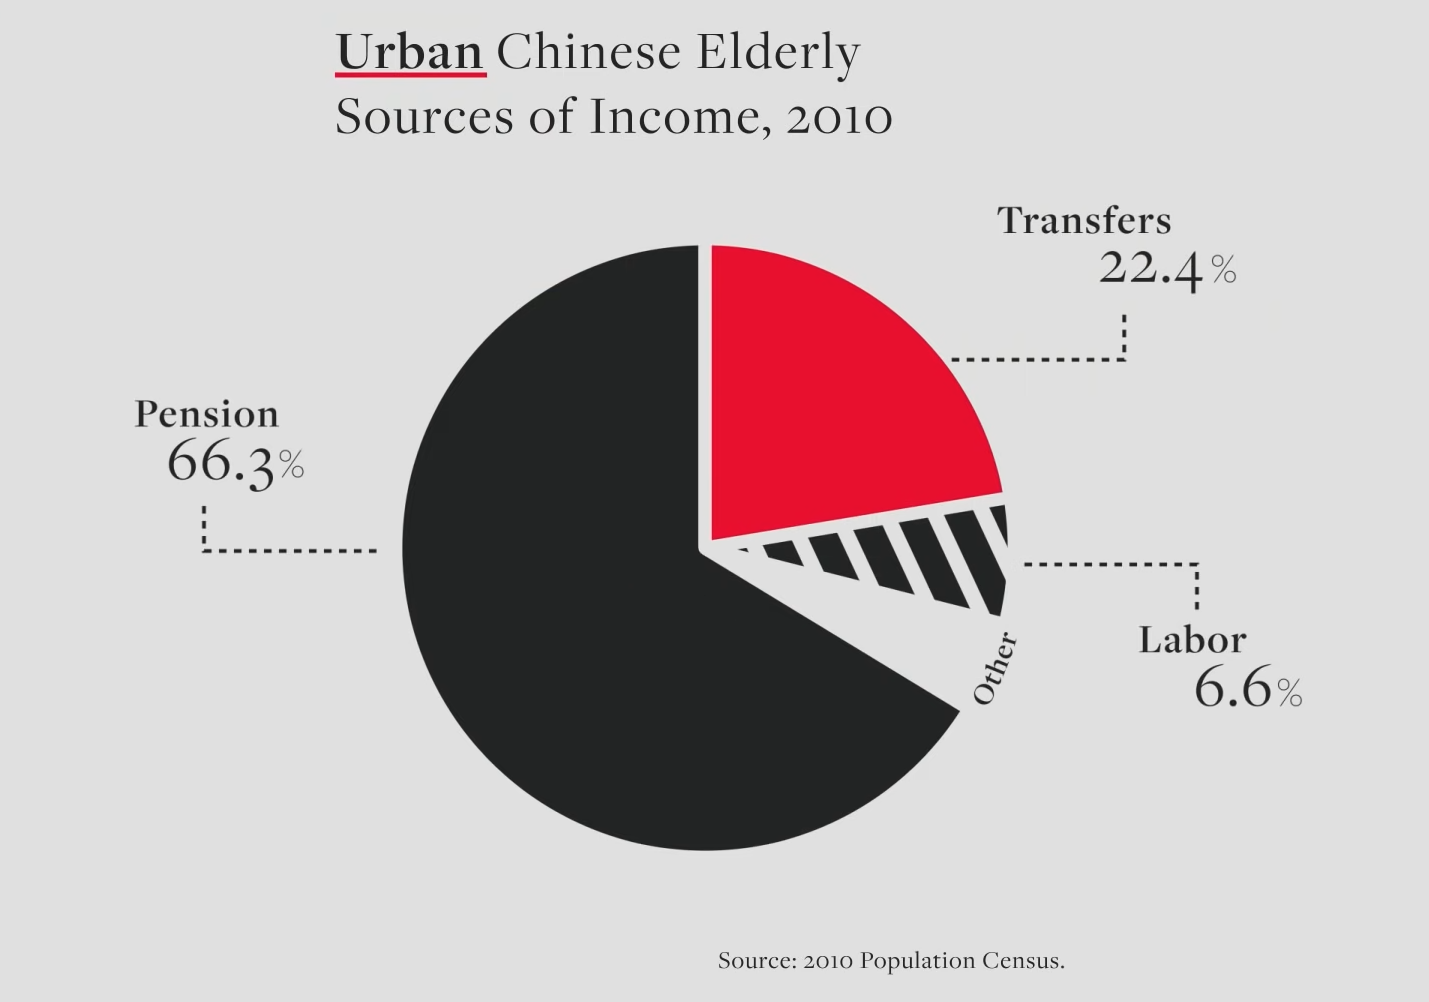 Urban Chinese Elderly
Sources of Income, 2010
Transfers
22.4%
Pension
66.3%
Labor
6.6%
Other
Source: 2010 Population Census.